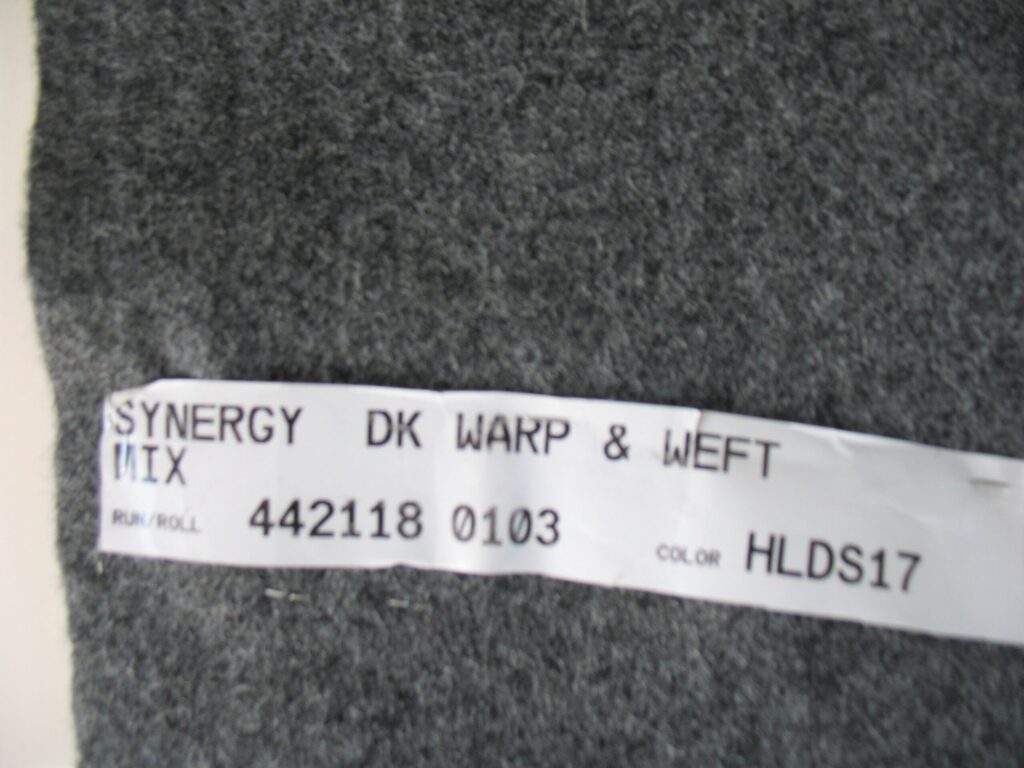 SYNERGY DK WARP & WEFT
MIX
RUN/ROLL 442118 0103 COLOR HLDS17